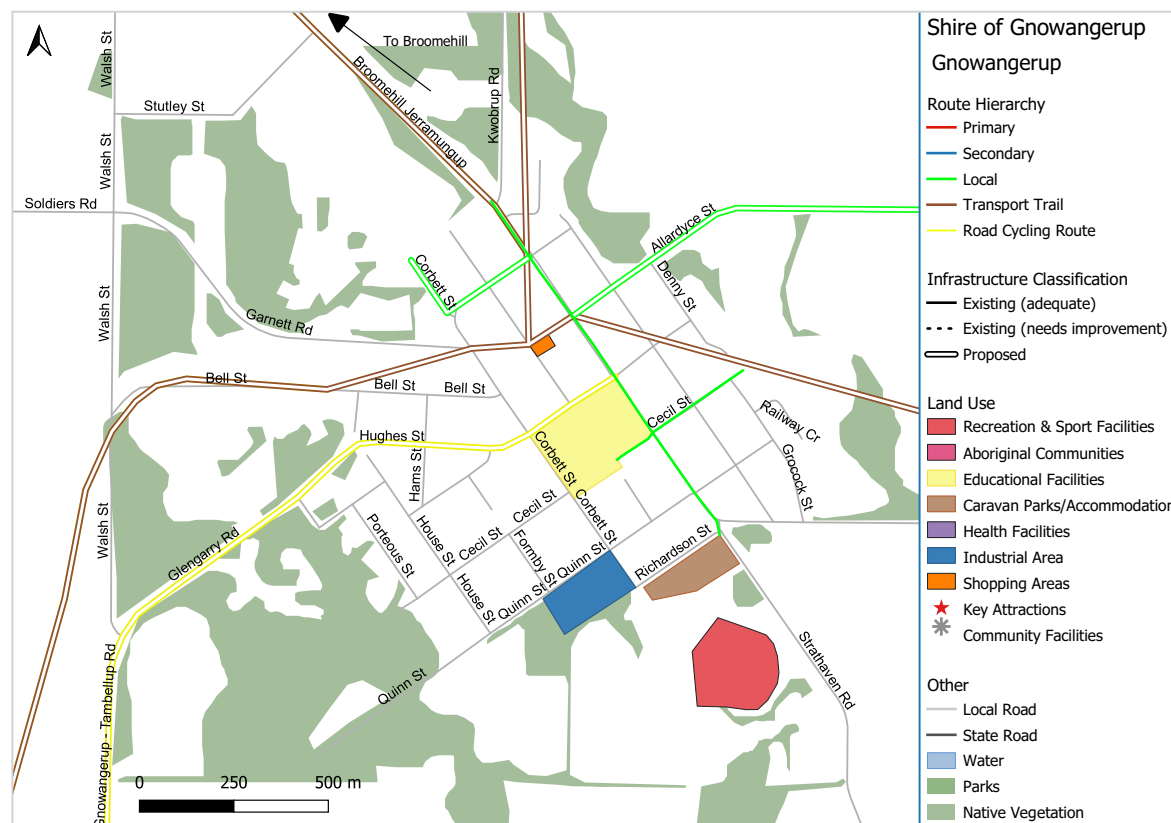 To Broomehill
Walsh St
Stutley St
Broomehill Jerramungup
Kwobrup Rd
Walsh St
Soldiers Rd
Allardyce St
Corbett St
Denny St
Walsh St
Garnett Rd
Bell St
Bell St
Bell St
Cecil St
Railway Cr
Hughes St
Corbett St
Grocock St
Hams St
Walsh St
Cecil St
Corbett St
Porteous St
House St
Cecil St
Formby St
Quinn St
Richardson St
Glengarry Rd
House St
Quinn St
Strathaven Rd
Quinn St
Gnowangerup - Tambellup Rd
0 250 500 m
Shire of Gnowangerup
Gnowangerup
Route Hierarchy
Primary
Secondary
Local
Transport Trail
Road Cycling Route
Infrastructure Classification
Existing (adequate)
Existing (needs improvement)
Proposed
Land Use
Recreation & Sport Facilities
Aboriginal Communities
Educational Facilities
Caravan Parks/Accommodation
Health Facilities
Industrial Area
Shopping Areas
Key Attractions
Community Facilities
Other
Local Road
State Road
Water
Parks
Native Vegetation